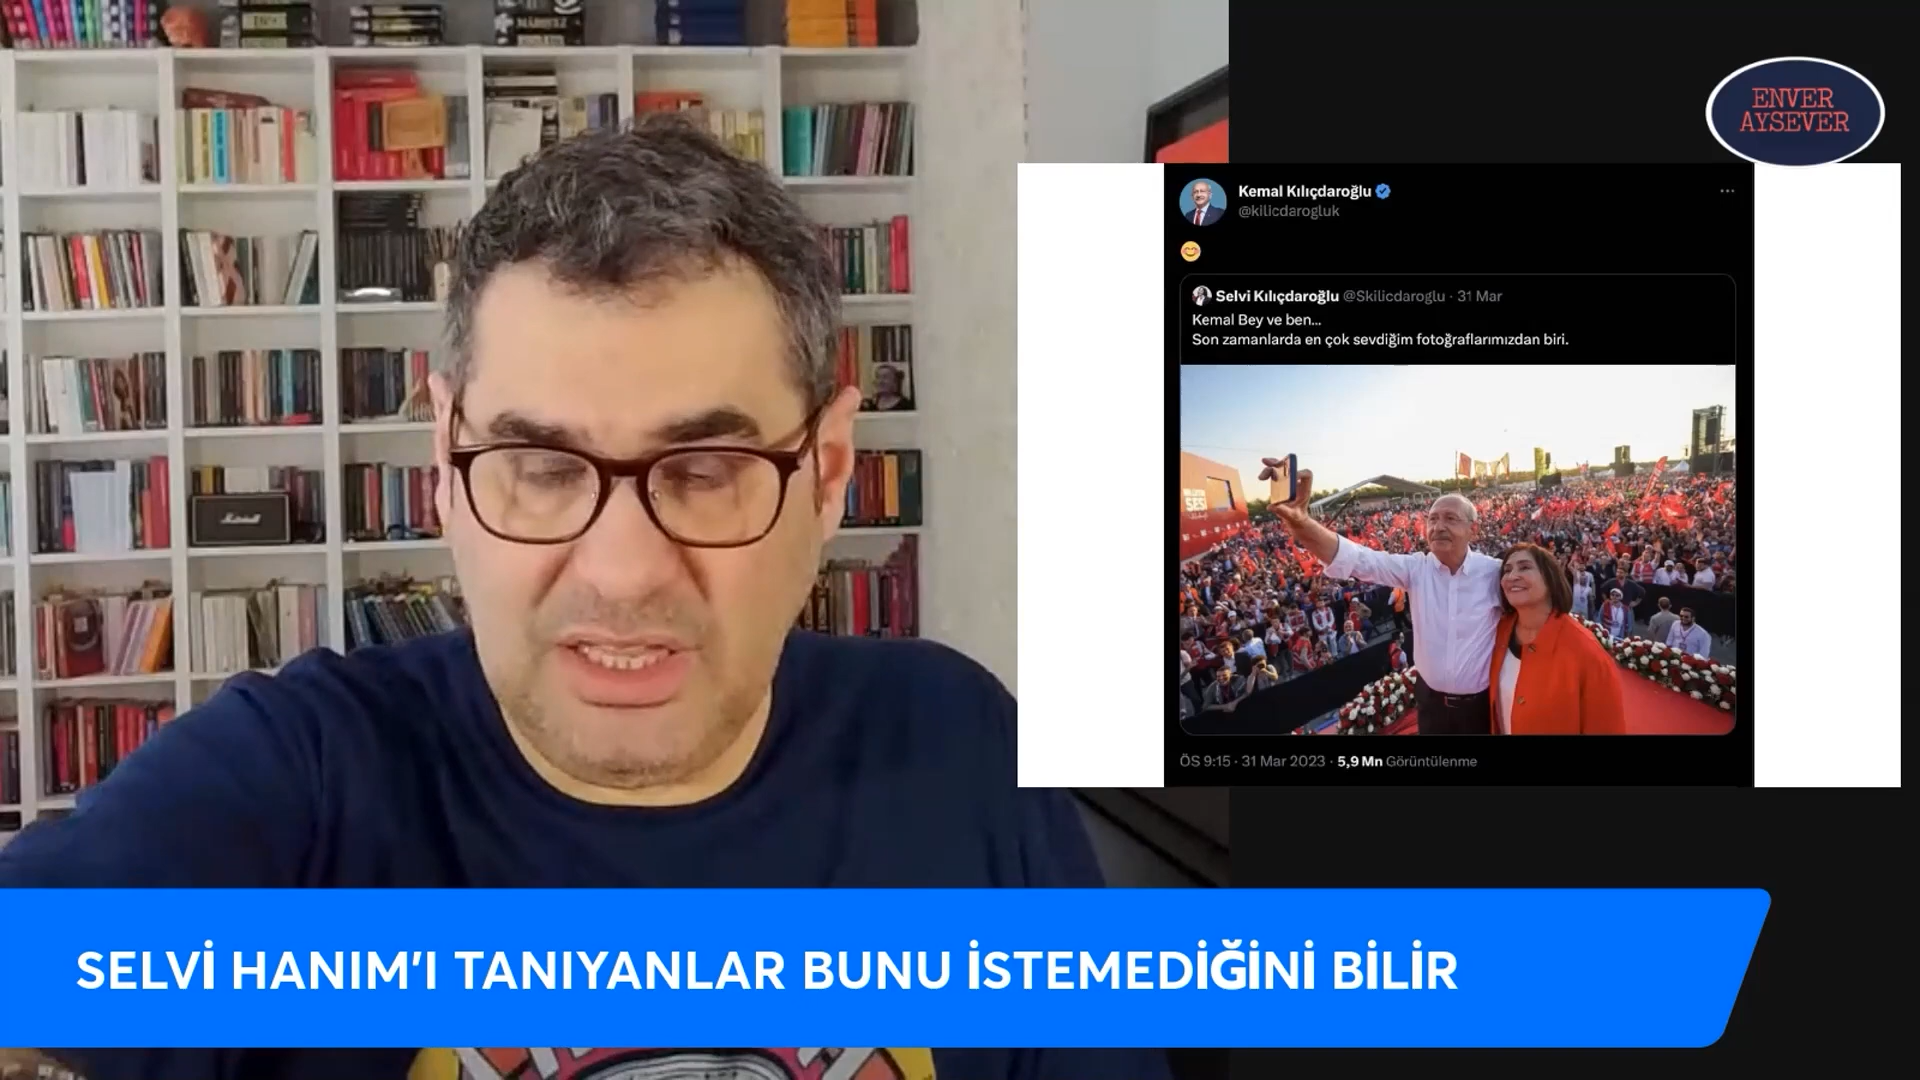 ENVER
AYSEVER
Kemal Kılıçdaroğlu
@kilicdarogluk
Selvi Kılıçdaroğlu @Skilicdaroglu · 31 Mar
Kemal Bey ve ben...
Son zamanlarda en çok sevdiğim fotoğraflarımızdan biri.
SES
ÖS 9:15 · 31 Mar 2023 · 5,9 Mn Görüntülenme
Marshall
SELVİ HANIM'I TANIYANLAR BUNU İSTEMEDİĞİNİ BİLİR